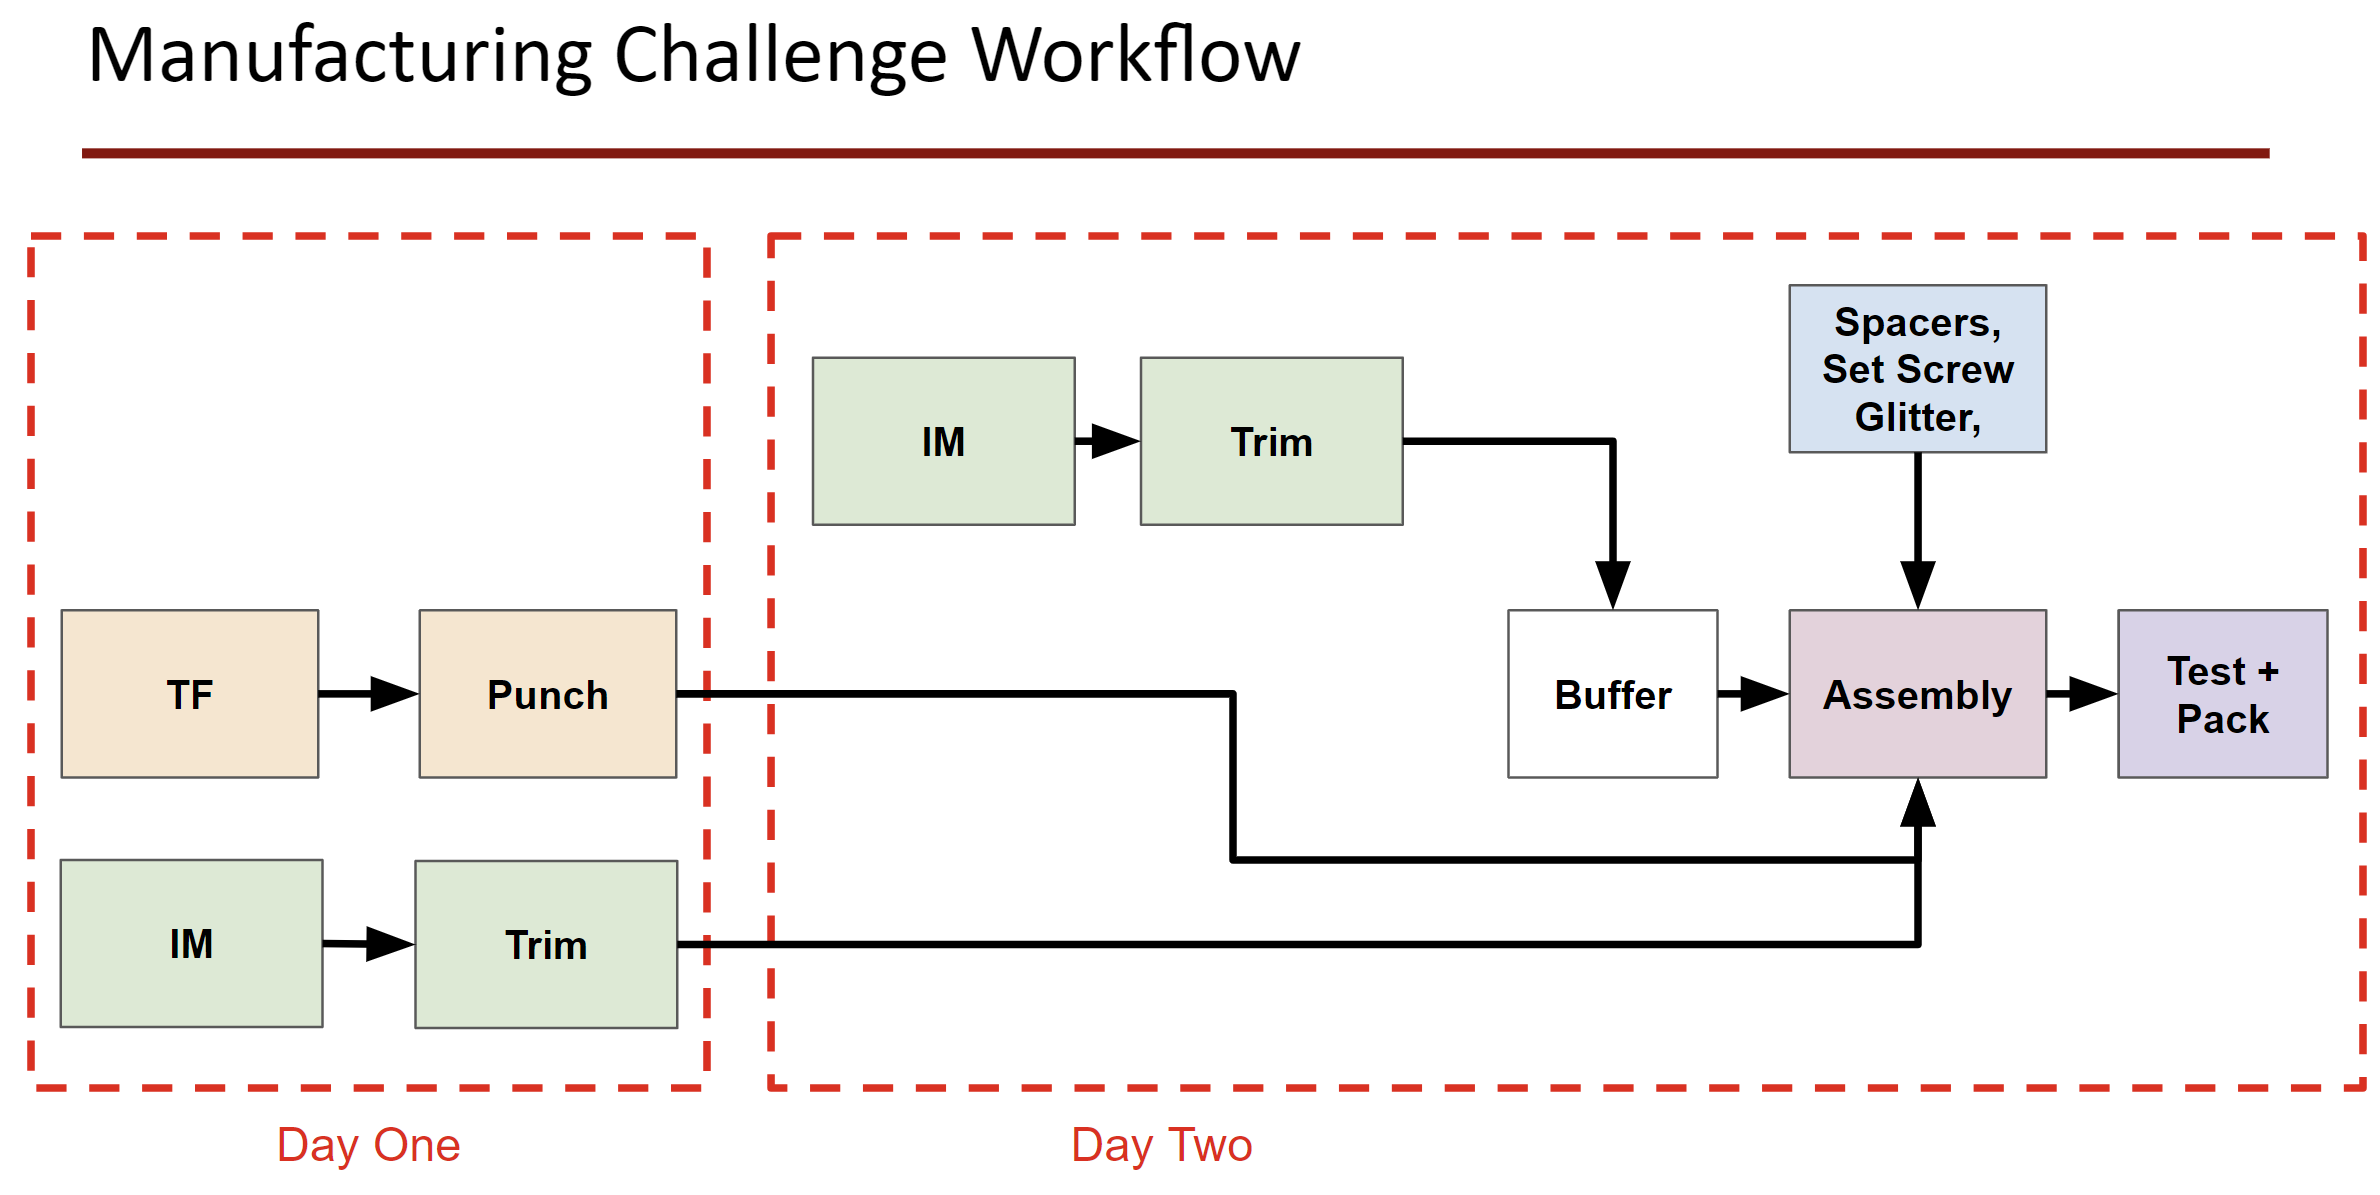 Manufacturing Challenge Workflow
Spacers,
Set Screw
Glitter,
IM
Trim
TF
Punch
Buffer
Assembly
Test +
Pack
IM
Trim
Day One
Day Two